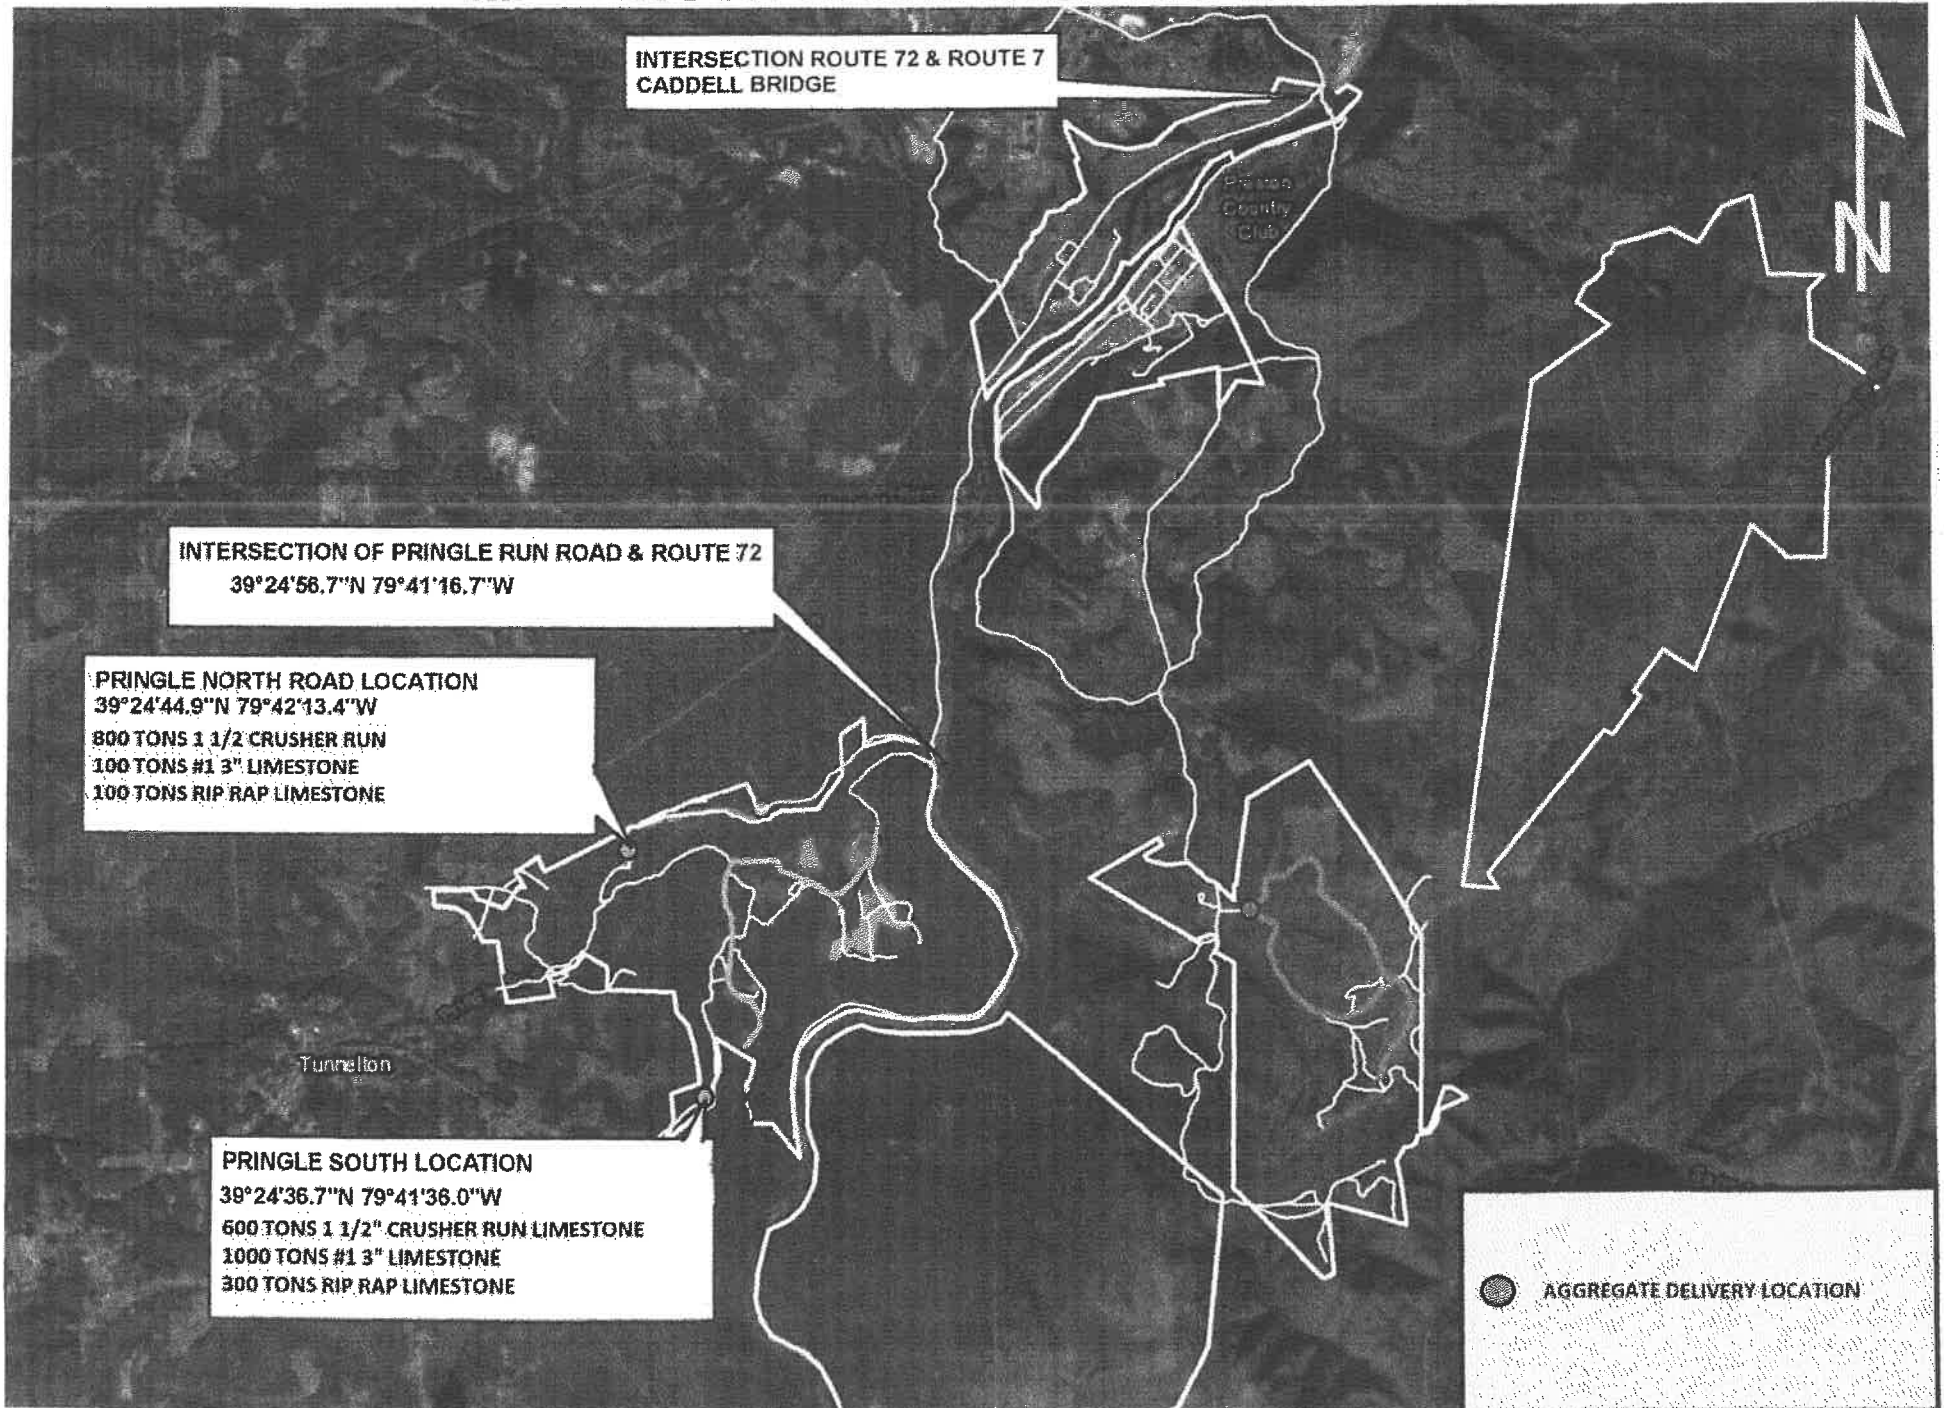 INTERSECTION ROUTE 72 & ROUTE 7
CADDELL BRIDGE
N
Preston
Country
Club
INTERSECTION OF PRINGLE RUN ROAD & ROUTE 72
39°24'56.7"N 79°41'16.7"W
PRINGLE NORTH ROAD LOCATION
39°24'44.9"N 79°42'13.4"W
800 TONS 1 1/2 CRUSHER RUN
100 TONS #1 3" LIMESTONE
100 TONS RIP RAP LIMESTONE
Tunnelton
PRINGLE SOUTH LOCATION
39°24'36.7"N 79°41'36.0"W
600 TONS 1 1/2" CRUSHER RUN LIMESTONE
1000 TONS #1 3" LIMESTONE
300 TONS RIP RAP LIMESTONE
AGGREGATE DELIVERY LOCATION